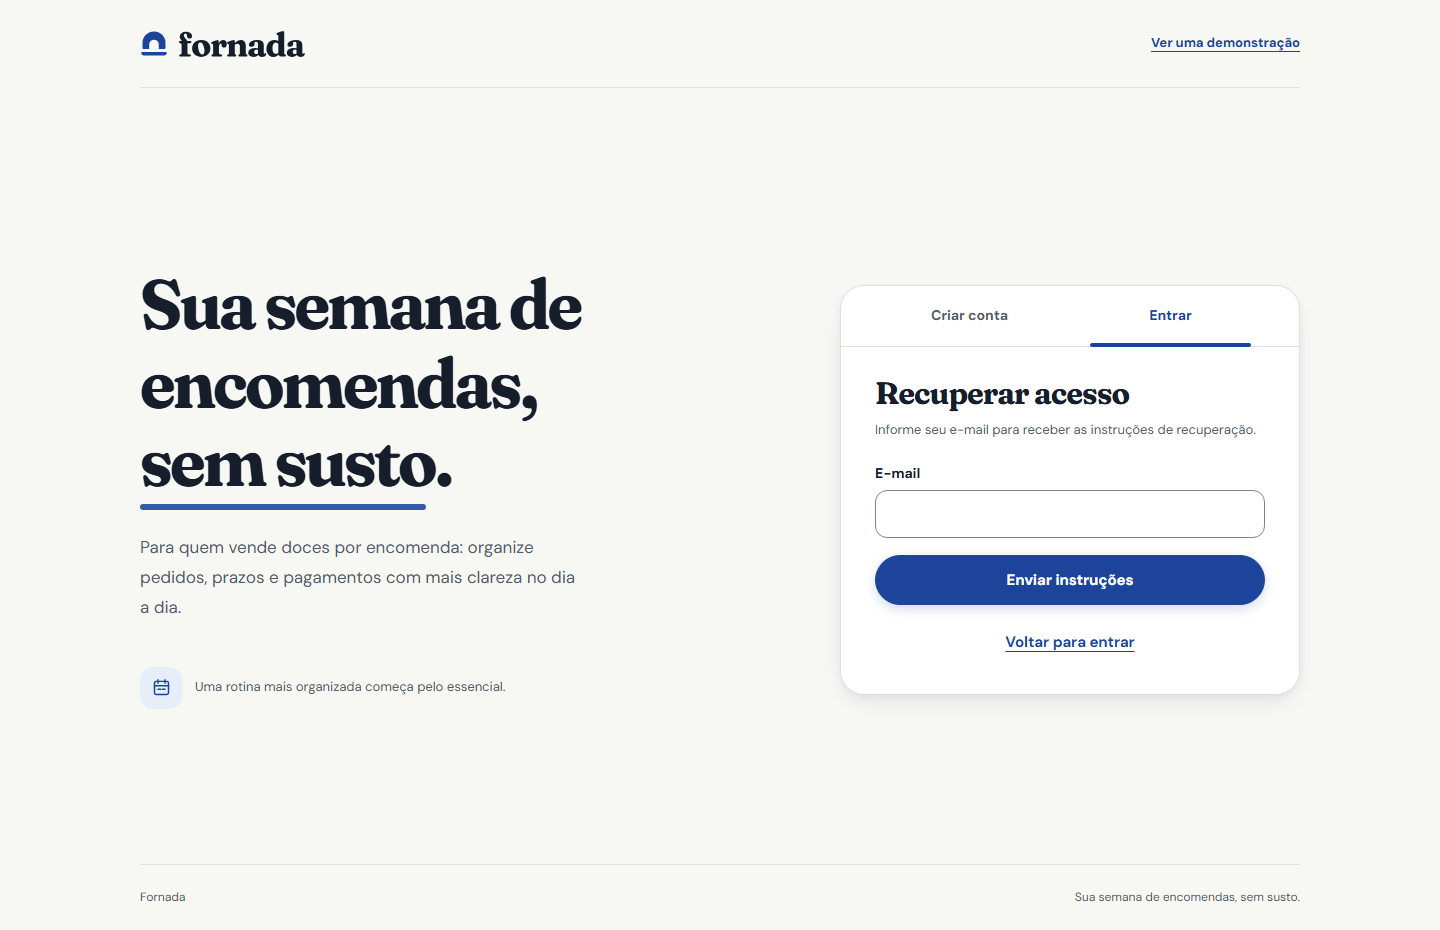 fornada
Ver uma demonstração
Sua semana de
encomendas,
sem susto.
Para quem vende doces por encomenda: organize
pedidos, prazos e pagamentos com mais clareza no dia
a dia.
Uma rotina mais organizada começa pelo essencial.
Criar conta
Entrar
Recuperar acesso
Informe seu e-mail para receber as instruções de recuperação.
E-mail
Enviar instruções
Voltar para entrar
Fornada
Sua semana de encomendas, sem susto.